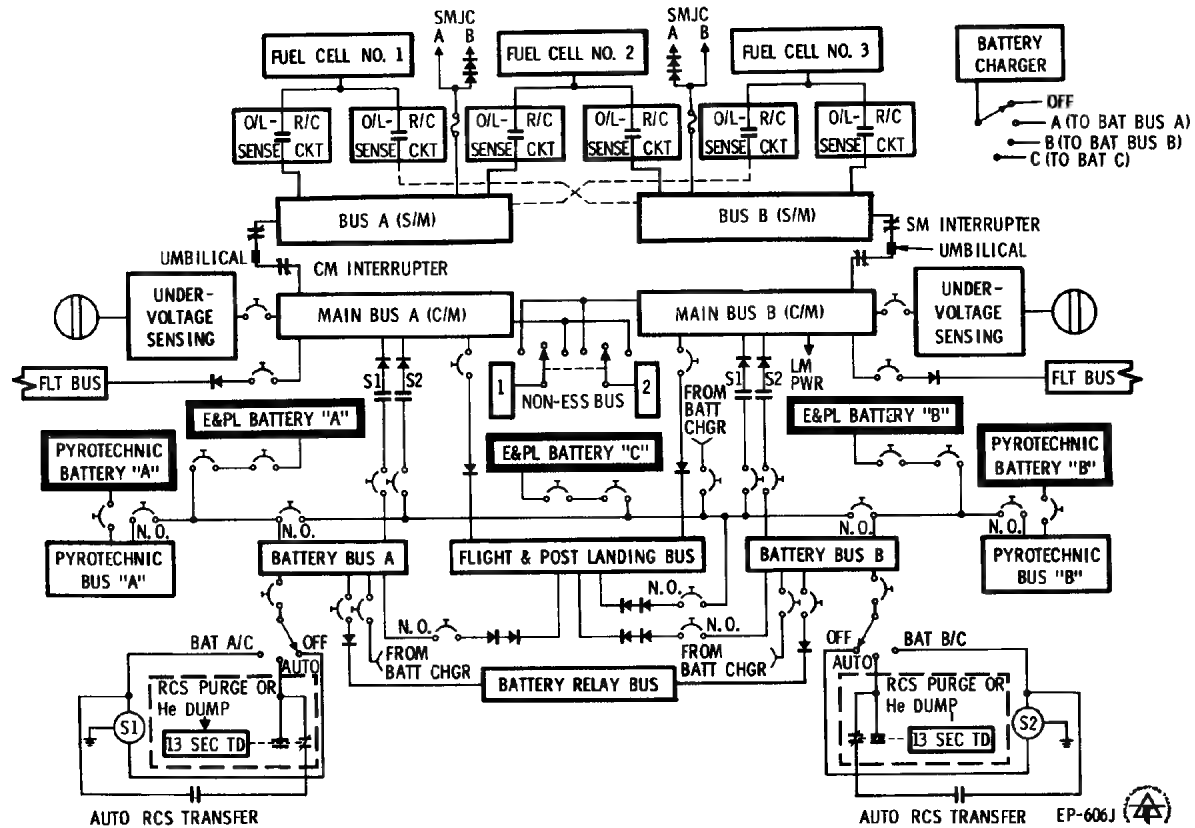 SMJC
A B
SMJC
A B
FUEL CELL NO. 1
FUEL CELL NO. 2
FUEL CELL NO. 3
BATTERY
CHARGER
OFF
A (TO BAT BUS A)
B (TO BAT BUS B)
C (TO BAT C)
O/L- R/C
SENSE CKT
O/L- R/C
SENSE CKT
O/L- R/C
SENSE CKT
O/L- R/C
SENSE CKT
O/L- R/C
SENSE CKT
O/L- R/C
SENSE CKT
BUS A (S/M)
BUS B (S/M)
SM INTERRUPTER
UMBILICAL
UMBILICAL
CM INTERRUPTER
UNDER-
VOLTAGE
SENSING
MAIN BUS A (C/M)
MAIN BUS B (C/M)
UNDER-
VOLTAGE
SENSING
FLT BUS
S1 S2
1
NON-ESS BUS
2
S1 S2
LM
PWR
FLT BUS
FROM
BATT
CHGR
E&PL BATTERY "A"
E&PL BATTERY "B"
E&PL BATTERY "C"
PYROTECHNIC
BATTERY "A"
PYROTECHNIC
BATTERY "B"
N.O.
N.O.
N.O.
N.O.
PYROTECHNIC
BUS "A"
BATTERY BUS A
FLIGHT & POST LANDING BUS
BATTERY BUS B
PYROTECHNIC
BUS "B"
N.O.
N.O.
N.O.
BAT A/C
OFF
AUTO
FROM
BATT CHGR
FROM
BATT CHGR
OFF
BAT B/C
AUTO
BATTERY RELAY BUS
RCS PURGE OR
He DUMP
S1
13 SEC TD
RCS PURGE OR
He DUMP
13 SEC TD
S2
AUTO RCS TRANSFER
AUTO RCS TRANSFER
EP-606J